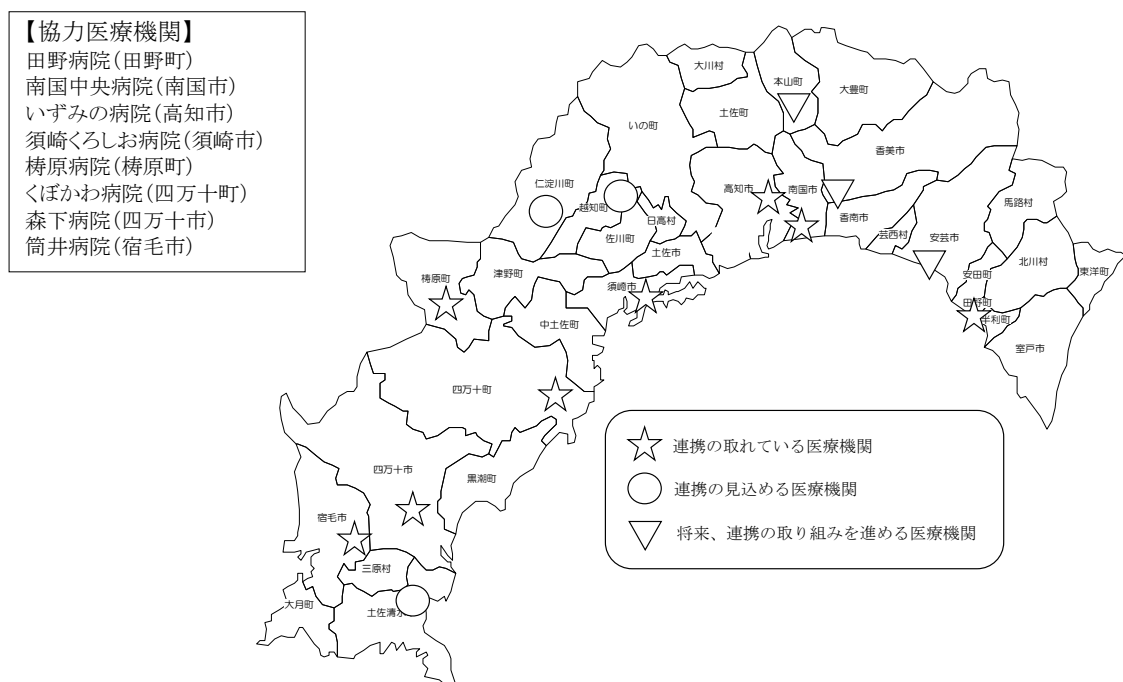 【協力医療機関】
田野病院(田野町)
南国中央病院(南国市)
いずみの病院(高知市)
須崎くろしお病院(須崎市)
梼原病院(梼原町)
くぼかわ病院(四万十町)
森下病院(四万十市)
筒井病院(宿毛市)
大川村
本山町
大豊町
土佐町
いの町
香美市
仁淀川町
高知市
南国市
越知町
日高村
香南市
馬路村
佐川町
芸西村
安芸市
土佐市
北川村
津野町
安田町
東洋町
梼原町
須崎市
田野町
半利町
中土佐町
室戸市
四万十町
連携の取れている医療機関
四万十市
黒潮町
連携の見込める医療機関
宿毛市
将来、連携の取り組みを進める医療機関
三原村
大月町
土佐清水